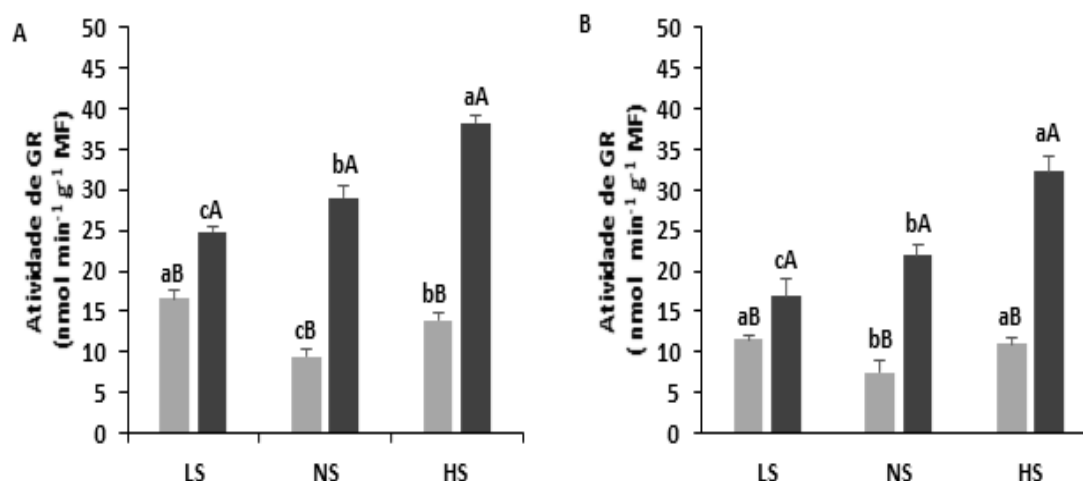 A
Atividade de GR
(nmol min⁻¹ g⁻¹ MF)
50
45
40
35
30
25
20
15
10
5
0
aB
cA
cB
bA
bB
aA
LS
NS
HS
B
Atividade de GR
( nmol min⁻¹ g⁻¹ MF)
50
45
40
35
30
25
20
15
10
5
0
aB
cA
bB
bA
aB
aA
LS
NS
HS